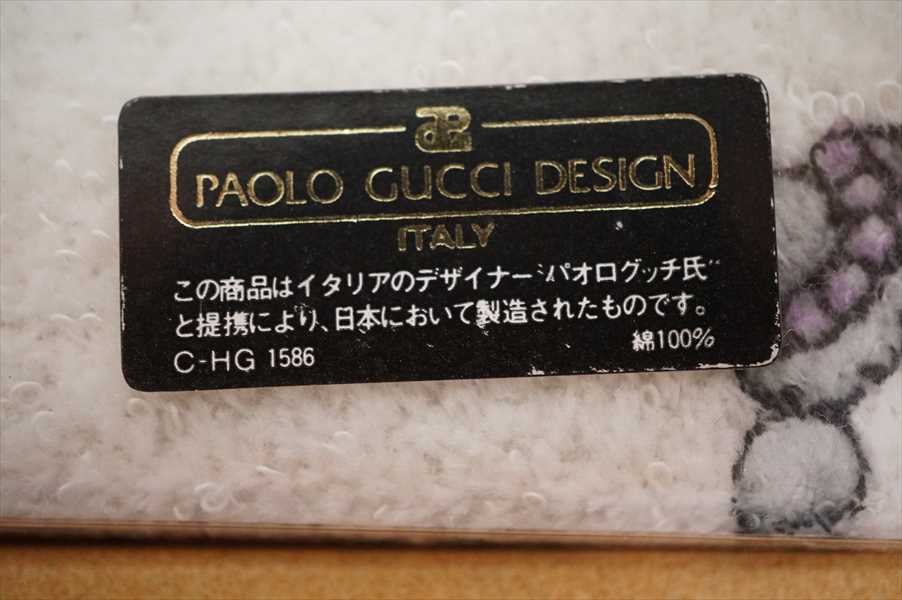 PAOLO GUCCI DESIGN
ITALY
この商品はイタリアのデザイナー"パオログッチ氏"
と提携により、日本において製造されたものです。
C-HG 1586
綿100%